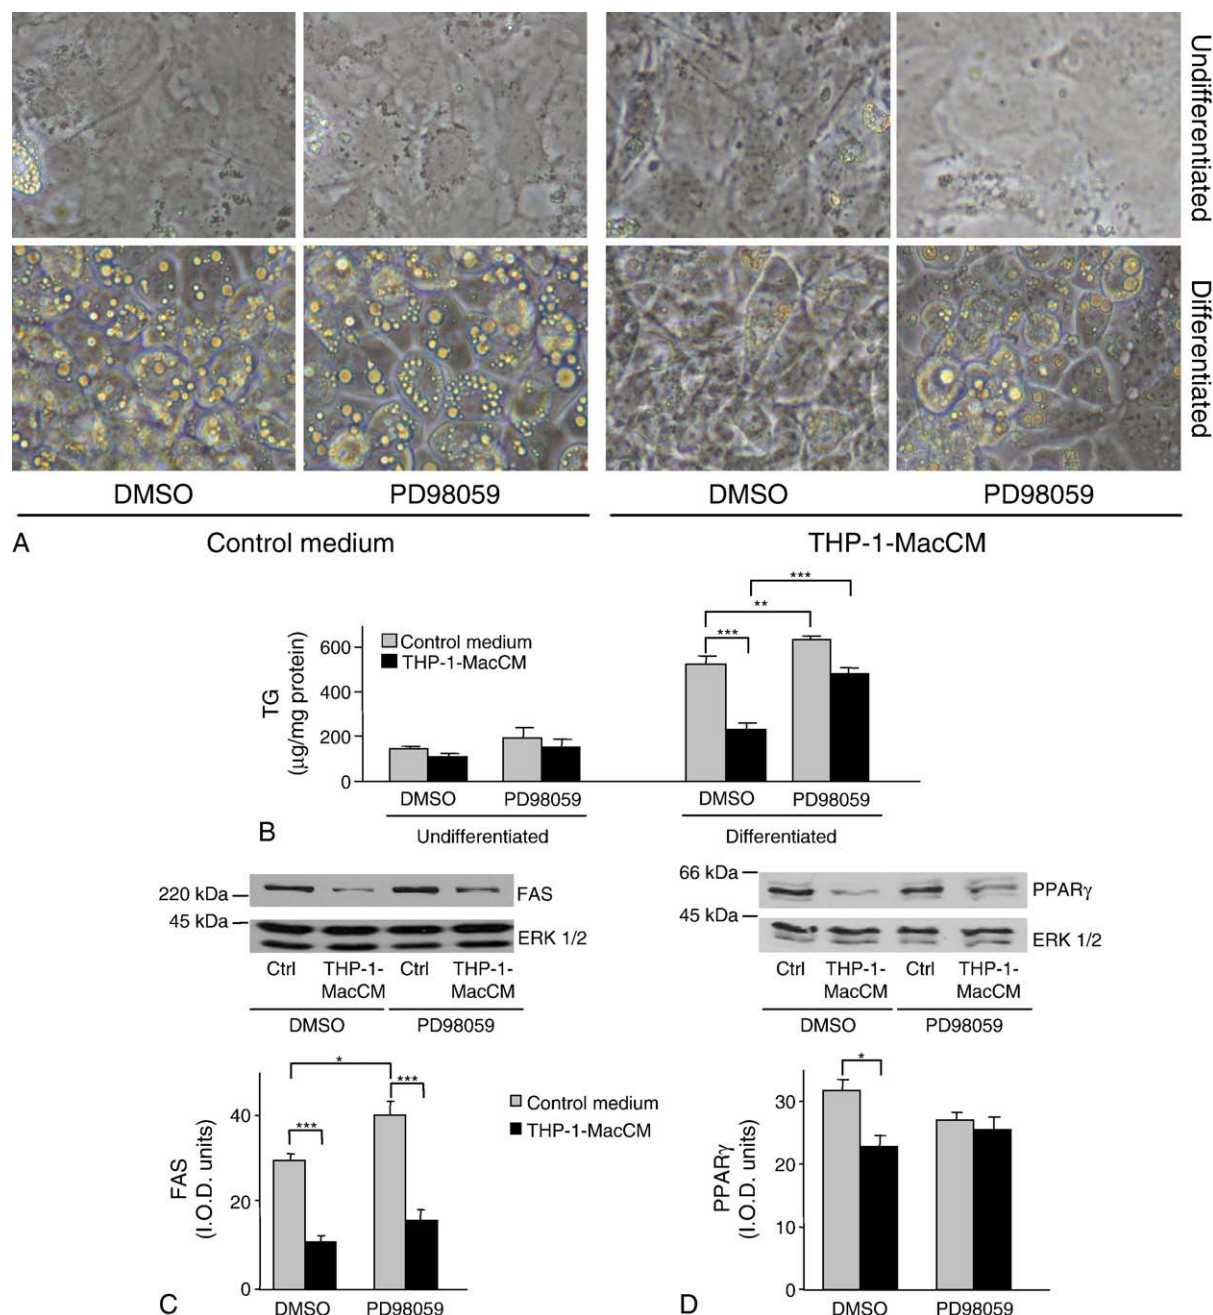 Undifferentiated
Differentiated
DMSO PD98059 DMSO PD98059
A Control medium THP-1-MacCM
*** 
** 
***
Control medium
THP-1-MacCM
TG
(µg/mg protein)
600
400
200
0
DMSO PD98059 DMSO PD98059
B Undifferentiated Differentiated
220 kDa FAS
45 kDa ERK 1/2
Ctrl THP-1- Ctrl THP-1-
MacCM MacCM
DMSO PD98059
66 kDa PPARγ
45 kDa ERK 1/2
Ctrl THP-1- Ctrl THP-1-
MacCM MacCM
DMSO PD98059
*
***
***
Control medium
THP-1-MacCM
FAS
(I.O.D. units)
40
20
0
C DMSO PD98059
*
PPARγ
(I.O.D. units)
30
20
10
0
D DMSO PD98059